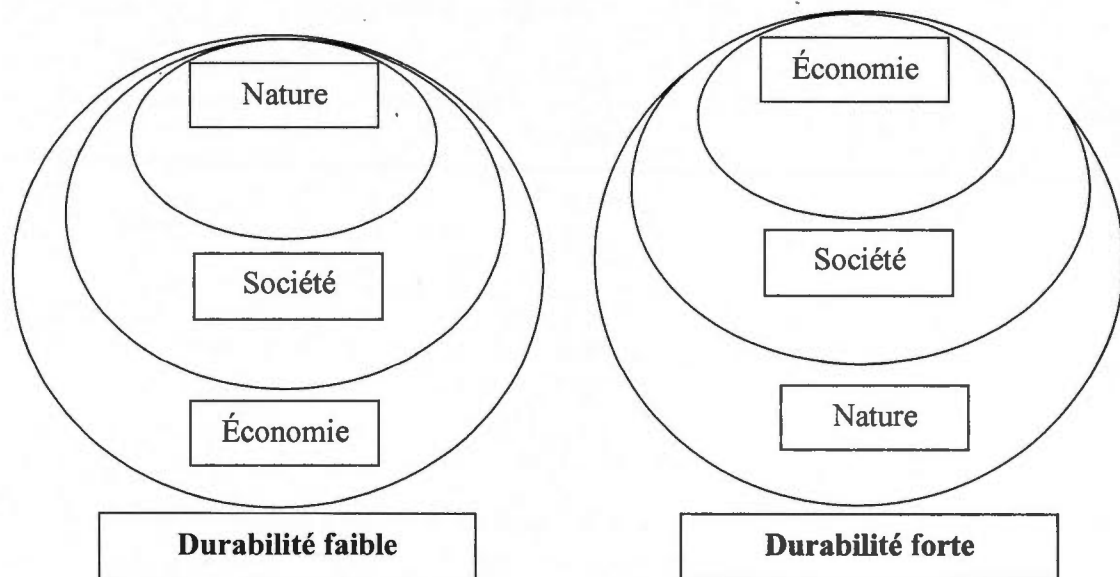 Nature
Société
Économie
Durabilité faible
Économie
Société
Nature
Durabilité forte